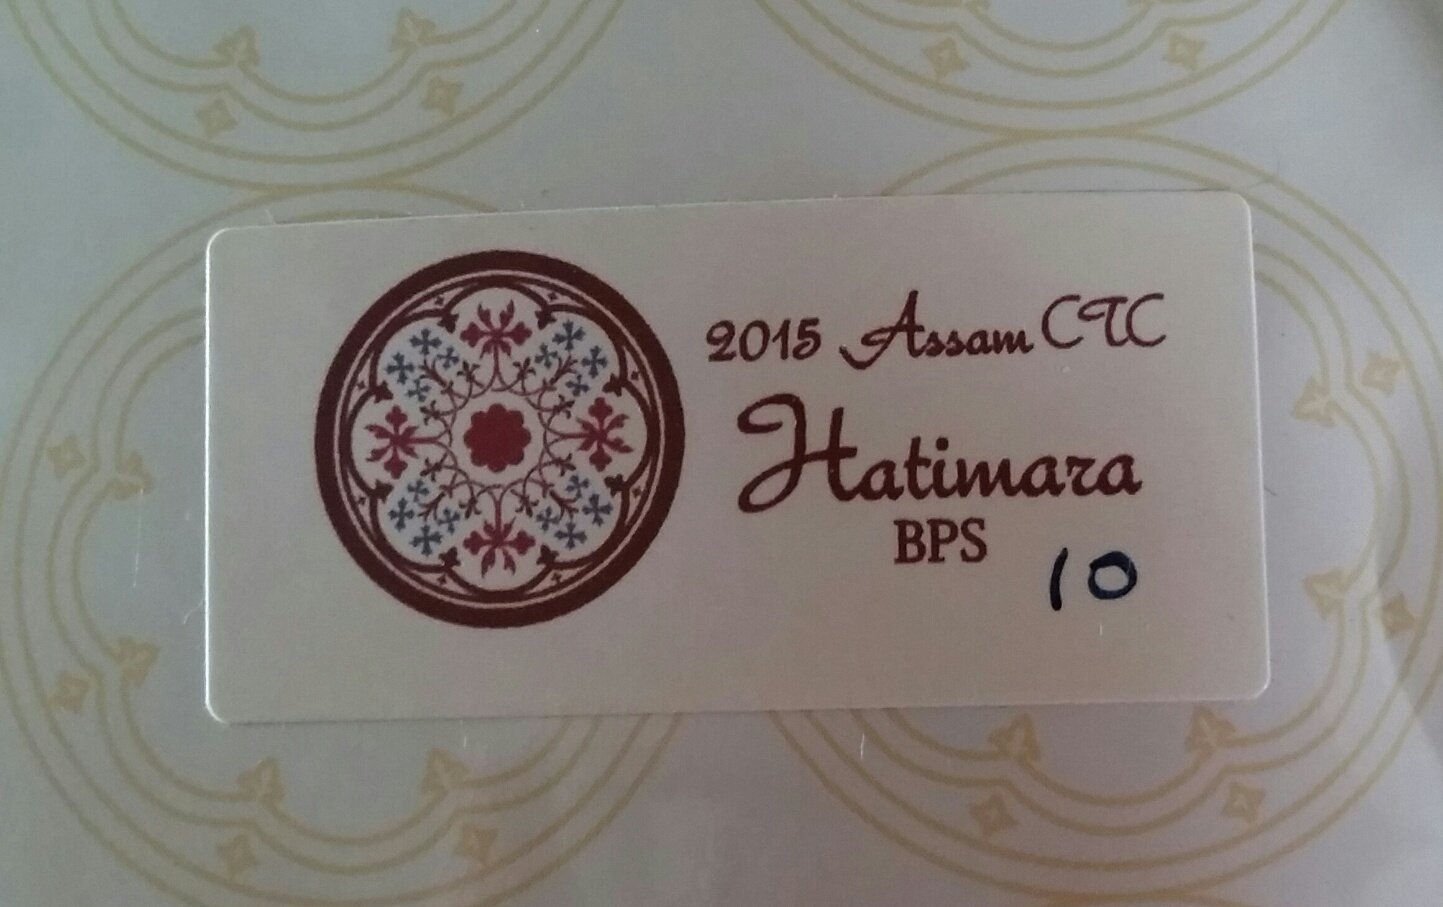 2015 Assam CTC
Hatimara
BPS
10